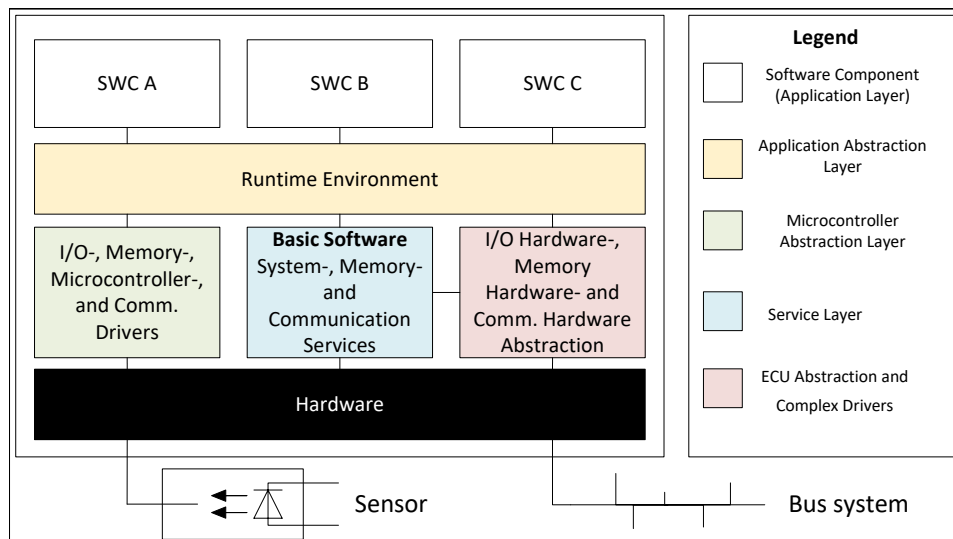 SWC A
SWC B
SWC C
Runtime Environment
I/O-, Memory-,
Microcontroller-,
and Comm.
Drivers
Basic Software
System-, Memory-
and
Communication
Services
I/O Hardware-,
Memory
Hardware- and
Comm. Hardware
Abstraction
Hardware
Sensor
Bus system
Legend
Software Component
(Application Layer)
Application Abstraction
Layer
Microcontroller
Abstraction Layer
Service Layer
ECU Abstraction and
Complex Drivers